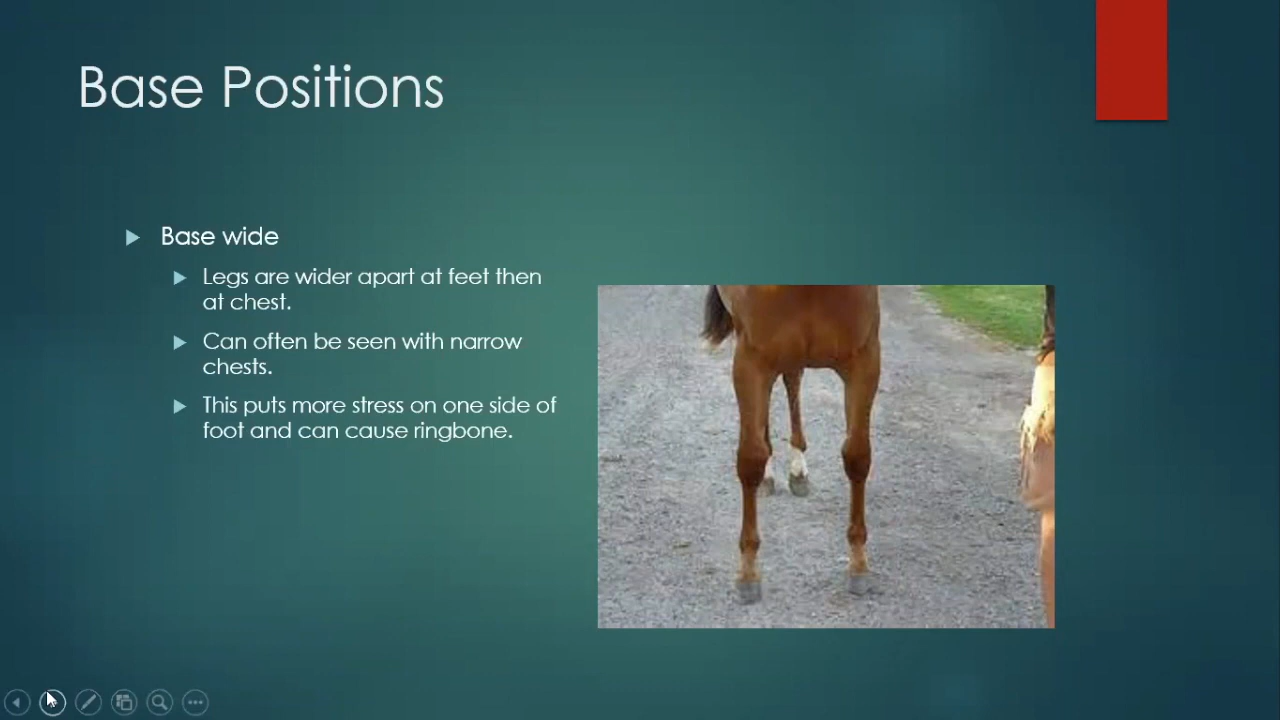 Base Positions
Base wide
Legs are wider apart at feet then
at chest.
Can often be seen with narrow
chests.
This puts more stress on one side of
foot and can cause ringbone.